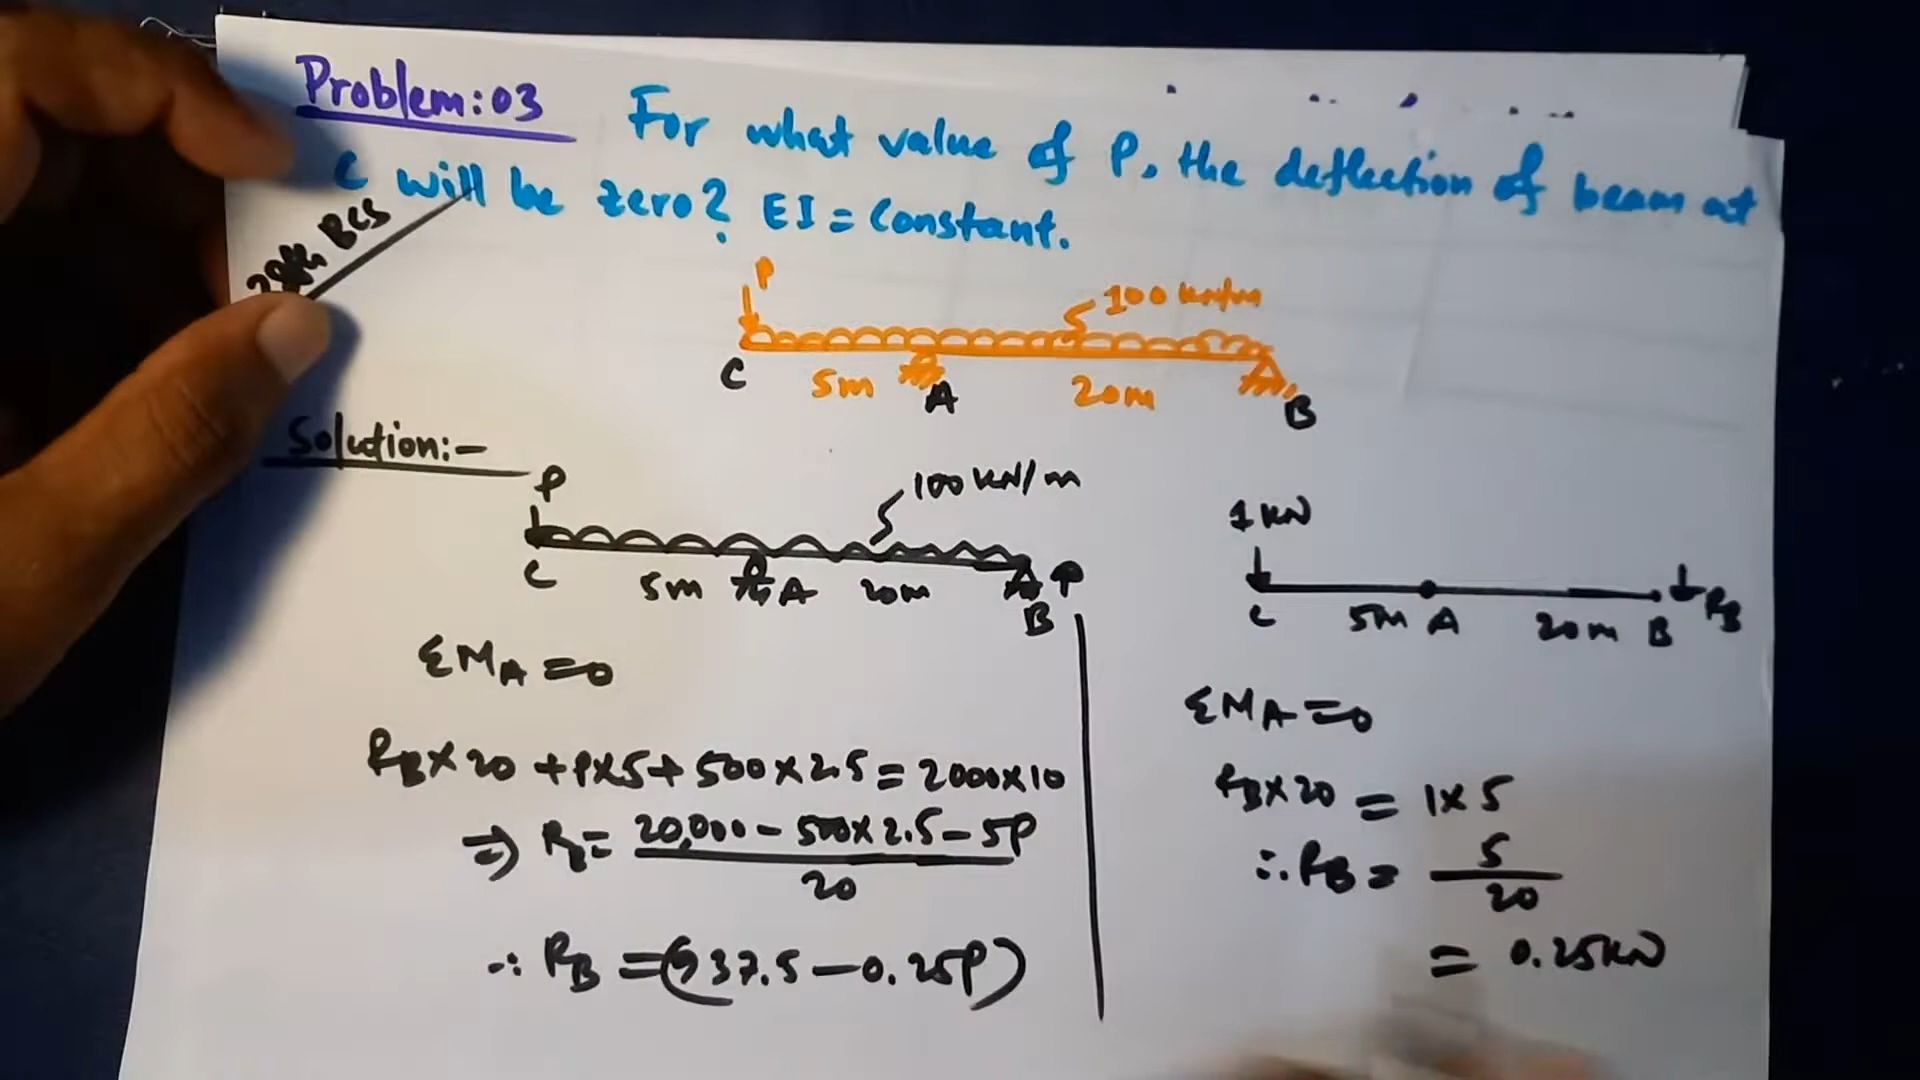 Problem:03
For what value of P, the deflection of beam at
C will be zero? EI = Constant.
BCS
P
100 kN/m
C 5m A 20m B
Solution:-
P
100 kN/m
C 5m A 20m B
ΣMA=0
RB×20 +P×5+500×2.5=2000×10
⇒ RB= 20,000-500×2.5-5P
20
∴ RB =(937.5-0.25P)
1 kN
C 5m A 20m B RB
ΣMA=0
RB×20 = 1×5
∴ RB = 5
20
= 0.25kN